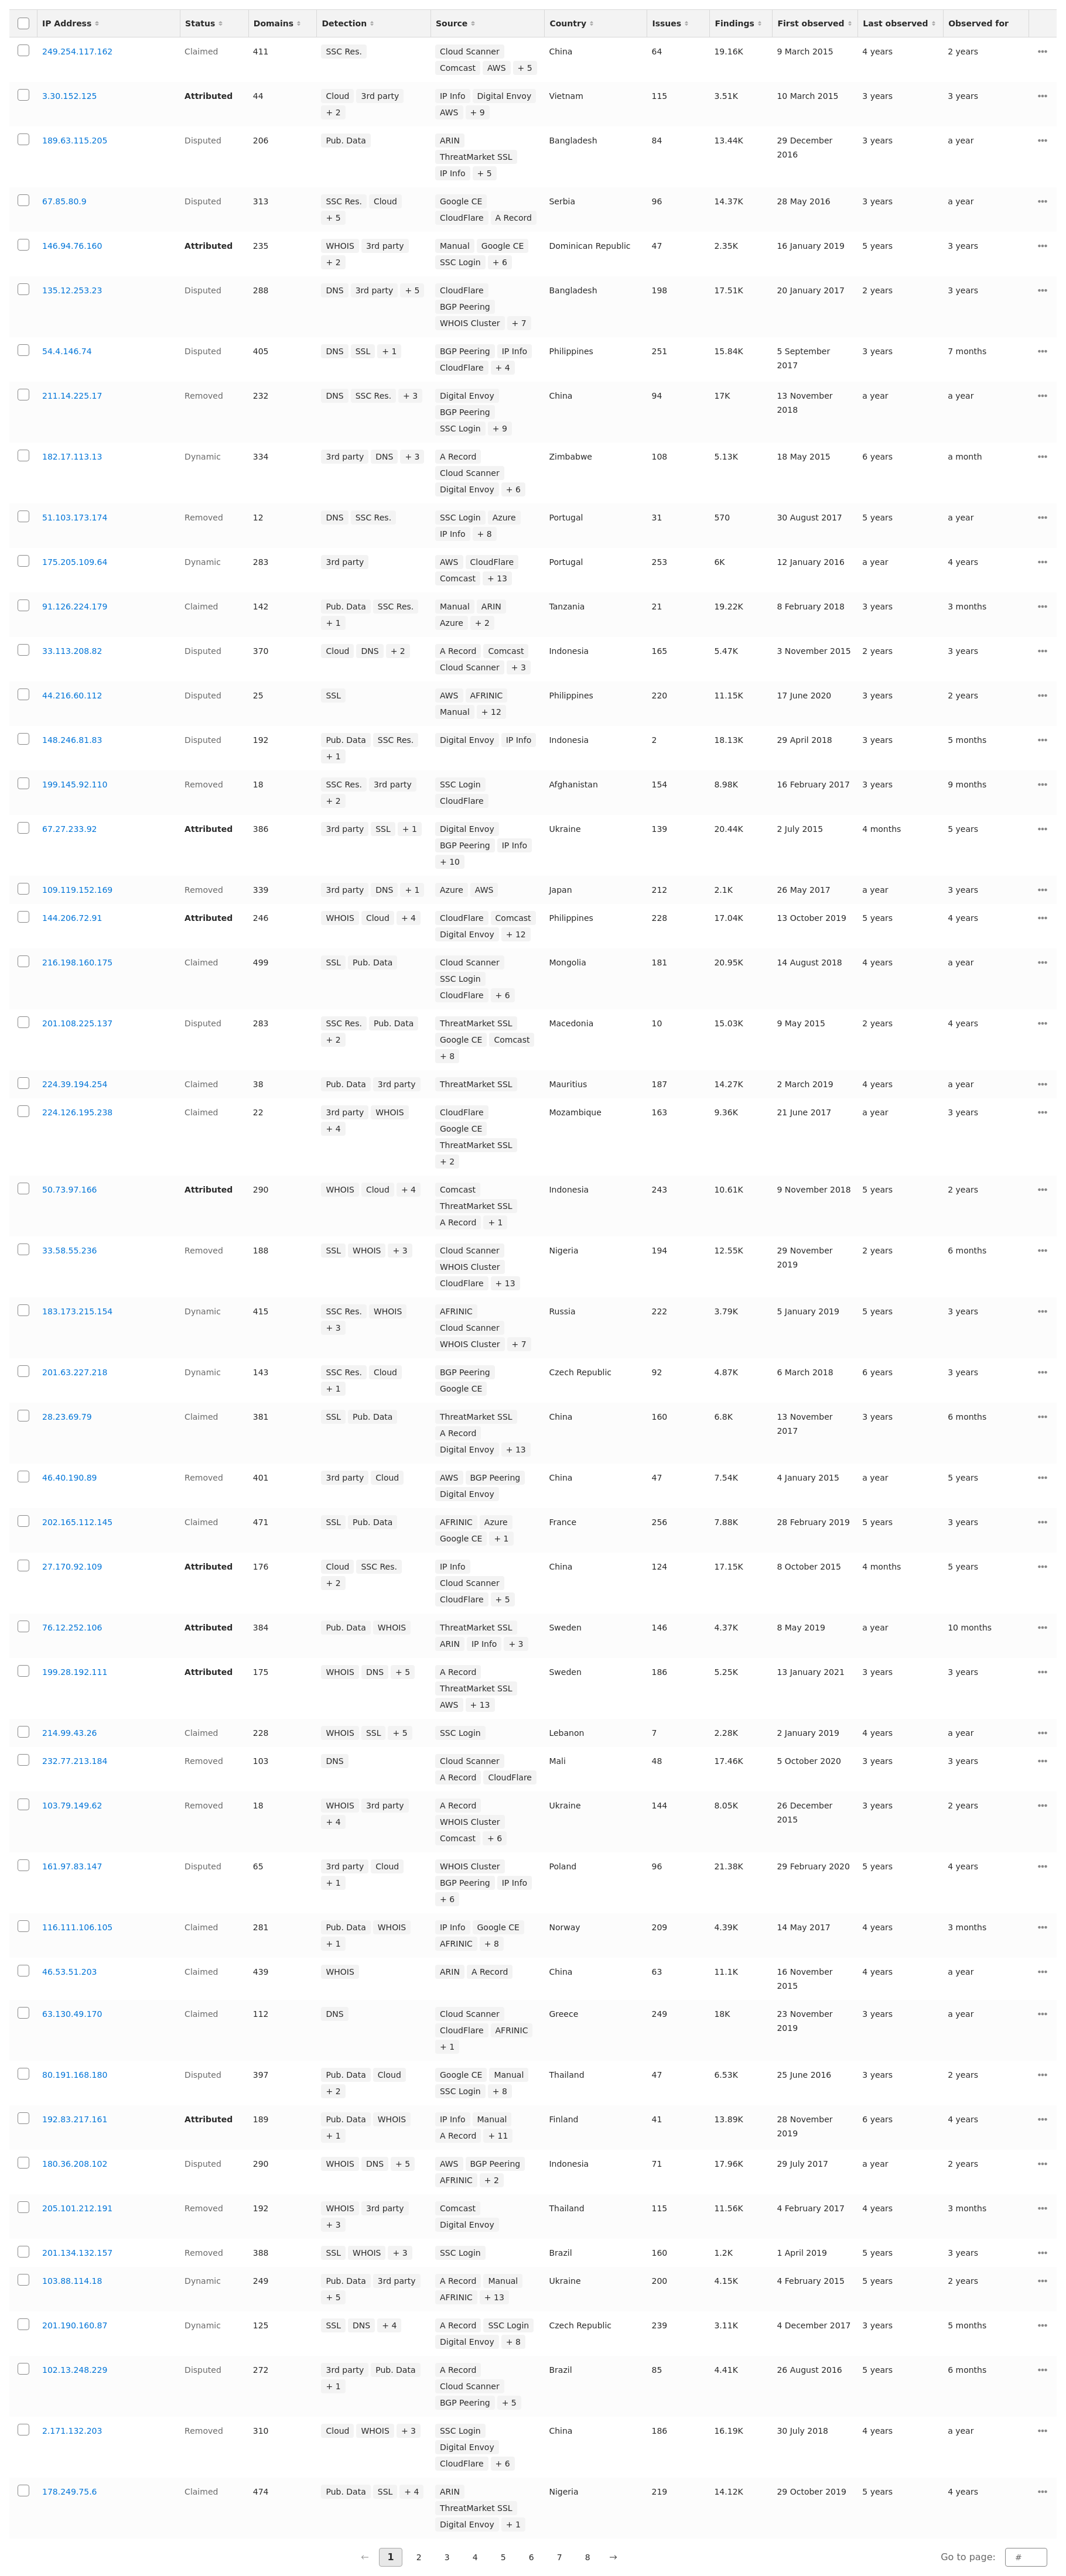 IP Address Status Domains Detection Source Country Issues Findings First observed Last observed Observed for
249.254.117.162 Claimed 411 SSC Res. Cloud Scanner China 64 19.16K 9 March 2015 4 years 2 years •••
Comcast AWS + 5
3.30.152.125 Attributed 44 Cloud 3rd party IP Info Digital Envoy Vietnam 115 3.51K 10 March 2015 3 years 3 years •••
+ 2 AWS + 9
189.63.115.205 Disputed 206 Pub. Data ARIN Bangladesh 84 13.44K 29 December 3 years a year •••
ThreatMarket SSL 2016
IP Info + 5
67.85.80.9 Disputed 313 SSC Res. Cloud Google CE Serbia 96 14.37K 28 May 2016 3 years a year •••
+ 5 CloudFlare A Record
146.94.76.160 Attributed 235 WHOIS 3rd party Manual Google CE Dominican Republic 47 2.35K 16 January 2019 5 years 3 years •••
+ 2 SSC Login + 6
135.12.253.23 Disputed 288 DNS 3rd party + 5 CloudFlare Bangladesh 198 17.51K 20 January 2017 2 years 3 years •••
BGP Peering
WHOIS Cluster + 7
54.4.146.74 Disputed 405 DNS SSL + 1 BGP Peering IP Info Philippines 251 15.84K 5 September 3 years 7 months •••
CloudFlare + 4 2017
211.14.225.17 Removed 232 DNS SSC Res. + 3 Digital Envoy China 94 17K 13 November a year a year •••
BGP Peering 2018
SSC Login + 9
182.17.113.13 Dynamic 334 3rd party DNS + 3 A Record Zimbabwe 108 5.13K 18 May 2015 6 years a month •••
Cloud Scanner
Digital Envoy + 6
51.103.173.174 Removed 12 DNS SSC Res. SSC Login Azure Portugal 31 570 30 August 2017 5 years a year •••
IP Info + 8
175.205.109.64 Dynamic 283 3rd party AWS CloudFlare Portugal 253 6K 12 January 2016 a year 4 years •••
Comcast + 13
91.126.224.179 Claimed 142 Pub. Data SSC Res. Manual ARIN Tanzania 21 19.22K 8 February 2018 3 years 3 months •••
+ 1 Azure + 2
33.113.208.82 Disputed 370 Cloud DNS + 2 A Record Comcast Indonesia 165 5.47K 3 November 2015 2 years 3 years •••
Cloud Scanner + 3
44.216.60.112 Disputed 25 SSL AWS AFRINIC Philippines 220 11.15K 17 June 2020 3 years 2 years •••
Manual + 12
148.246.81.83 Disputed 192 Pub. Data SSC Res. Digital Envoy IP Info Indonesia 2 18.13K 29 April 2018 3 years 5 months •••
+ 1
199.145.92.110 Removed 18 SSC Res. 3rd party SSC Login Afghanistan 154 8.98K 16 February 2017 3 years 9 months •••
+ 2 CloudFlare
67.27.233.92 Attributed 386 3rd party SSL + 1 Digital Envoy Ukraine 139 20.44K 2 July 2015 4 months 5 years •••
BGP Peering IP Info
+ 10
109.119.152.169 Removed 339 3rd party DNS + 1 Azure AWS Japan 212 2.1K 26 May 2017 a year 3 years •••
144.206.72.91 Attributed 246 WHOIS Cloud + 4 CloudFlare Comcast Philippines 228 17.04K 13 October 2019 5 years 4 years •••
Digital Envoy + 12
216.198.160.175 Claimed 499 SSL Pub. Data Cloud Scanner Mongolia 181 20.95K 14 August 2018 4 years a year •••
SSC Login
CloudFlare + 6
201.108.225.137 Disputed 283 SSC Res. Pub. Data ThreatMarket SSL Macedonia 10 15.03K 9 May 2015 2 years 4 years •••
+ 2 Google CE Comcast
+ 8
224.39.194.254 Claimed 38 Pub. Data 3rd party ThreatMarket SSL Mauritius 187 14.27K 2 March 2019 4 years a year •••
224.126.195.238 Claimed 22 3rd party WHOIS CloudFlare Mozambique 163 9.36K 21 June 2017 a year 3 years •••
+ 4 Google CE
ThreatMarket SSL
+ 2
50.73.97.166 Attributed 290 WHOIS Cloud + 4 Comcast Indonesia 243 10.61K 9 November 2018 5 years 2 years •••
ThreatMarket SSL
A Record + 1
33.58.55.236 Removed 188 SSL WHOIS + 3 Cloud Scanner Nigeria 194 12.55K 29 November 2 years 6 months •••
WHOIS Cluster 2019
CloudFlare + 13
183.173.215.154 Dynamic 415 SSC Res. WHOIS AFRINIC Russia 222 3.79K 5 January 2019 5 years 3 years •••
+ 3 Cloud Scanner
WHOIS Cluster + 7
201.63.227.218 Dynamic 143 SSC Res. Cloud BGP Peering Czech Republic 92 4.87K 6 March 2018 6 years 3 years •••
+ 1 Google CE
28.23.69.79 Claimed 381 SSL Pub. Data ThreatMarket SSL China 160 6.8K 13 November 3 years 6 months •••
A Record 2017
Digital Envoy + 13
46.40.190.89 Removed 401 3rd party Cloud AWS BGP Peering China 47 7.54K 4 January 2015 a year 5 years •••
Digital Envoy
202.165.112.145 Claimed 471 SSL Pub. Data AFRINIC Azure France 256 7.88K 28 February 2019 5 years 3 years •••
Google CE + 1
27.170.92.109 Attributed 176 Cloud SSC Res. IP Info China 124 17.15K 8 October 2015 4 months 5 years •••
+ 2 Cloud Scanner
CloudFlare + 5
76.12.252.106 Attributed 384 Pub. Data WHOIS ThreatMarket SSL Sweden 146 4.37K 8 May 2019 a year 10 months •••
ARIN IP Info + 3
199.28.192.111 Attributed 175 WHOIS DNS + 5 A Record Sweden 186 5.25K 13 January 2021 3 years 3 years •••
ThreatMarket SSL
AWS + 13
214.99.43.26 Claimed 228 WHOIS SSL + 5 SSC Login Lebanon 7 2.28K 2 January 2019 4 years a year •••
232.77.213.184 Removed 103 DNS Cloud Scanner Mali 48 17.46K 5 October 2020 3 years 3 years •••
A Record CloudFlare
103.79.149.62 Removed 18 WHOIS 3rd party A Record Ukraine 144 8.05K 26 December 3 years 2 years •••
+ 4 WHOIS Cluster 2015
Comcast + 6
161.97.83.147 Disputed 65 3rd party Cloud WHOIS Cluster Poland 96 21.38K 29 February 2020 5 years 4 years •••
+ 1 BGP Peering IP Info
+ 6
116.111.106.105 Claimed 281 Pub. Data WHOIS IP Info Google CE Norway 209 4.39K 14 May 2017 4 years 3 months •••
+ 1 AFRINIC + 8
46.53.51.203 Claimed 439 WHOIS ARIN A Record China 63 11.1K 16 November 4 years a year •••
2015
63.130.49.170 Claimed 112 DNS Cloud Scanner Greece 249 18K 23 November 3 years a year •••
CloudFlare AFRINIC 2019
+ 1
80.191.168.180 Disputed 397 Pub. Data Cloud Google CE Manual Thailand 47 6.53K 25 June 2016 3 years 2 years •••
+ 2 SSC Login + 8
192.83.217.161 Attributed 189 Pub. Data WHOIS IP Info Manual Finland 41 13.89K 28 November 6 years 4 years •••
+ 1 A Record + 11 2019
180.36.208.102 Disputed 290 WHOIS DNS + 5 AWS BGP Peering Indonesia 71 17.96K 29 July 2017 a year 2 years •••
AFRINIC + 2
205.101.212.191 Removed 192 WHOIS 3rd party Comcast Thailand 115 11.56K 4 February 2017 4 years 3 months •••
+ 3 Digital Envoy
201.134.132.157 Removed 388 SSL WHOIS + 3 SSC Login Brazil 160 1.2K 1 April 2019 5 years 3 years •••
103.88.114.18 Dynamic 249 Pub. Data 3rd party A Record Manual Ukraine 200 4.15K 4 February 2015 5 years 2 years •••
+ 5 AFRINIC + 13
201.190.160.87 Dynamic 125 SSL DNS + 4 A Record SSC Login Czech Republic 239 3.11K 4 December 2017 3 years 5 months •••
Digital Envoy + 8
102.13.248.229 Disputed 272 3rd party Pub. Data A Record Brazil 85 4.41K 26 August 2016 5 years 6 months •••
+ 1 Cloud Scanner
BGP Peering + 5
2.171.132.203 Removed 310 Cloud WHOIS + 3 SSC Login China 186 16.19K 30 July 2018 4 years a year •••
Digital Envoy
CloudFlare + 6
178.249.75.6 Claimed 474 Pub. Data SSL + 4 ARIN Nigeria 219 14.12K 29 October 2019 5 years 4 years •••
ThreatMarket SSL
Digital Envoy + 1
← 1 2 3 4 5 6 7 8 → Go to page: #